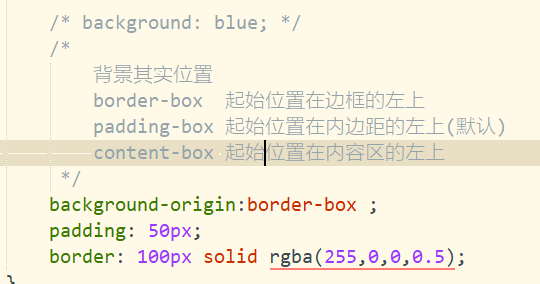 /* background: blue; */
/*
背景其实位置
border-box 起始位置在边框的左上
padding-box 起始位置在内边距的左上(默认)
content-box 起始位置在内容区的左上
*/
background-origin:border-box ;
padding: 50px;
border: 100px solid rgba(255,0,0,0.5);
}